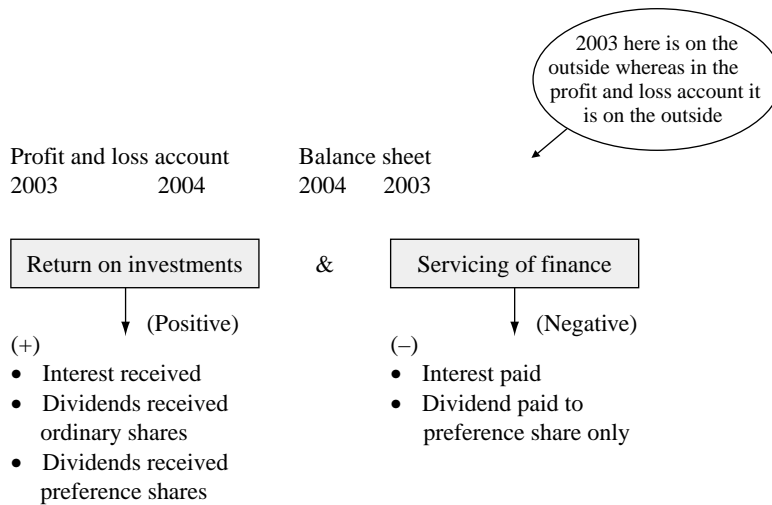 2003 here is on the
outside whereas in the
profit and loss account it
is on the outside
Profit and loss account
2003 2004
Balance sheet
2004 2003
Return on investments
&
Servicing of finance
(Positive)
(+)
• Interest received
• Dividends received
ordinary shares
• Dividends received
preference shares
(Negative)
(–)
• Interest paid
• Dividend paid to
preference share only